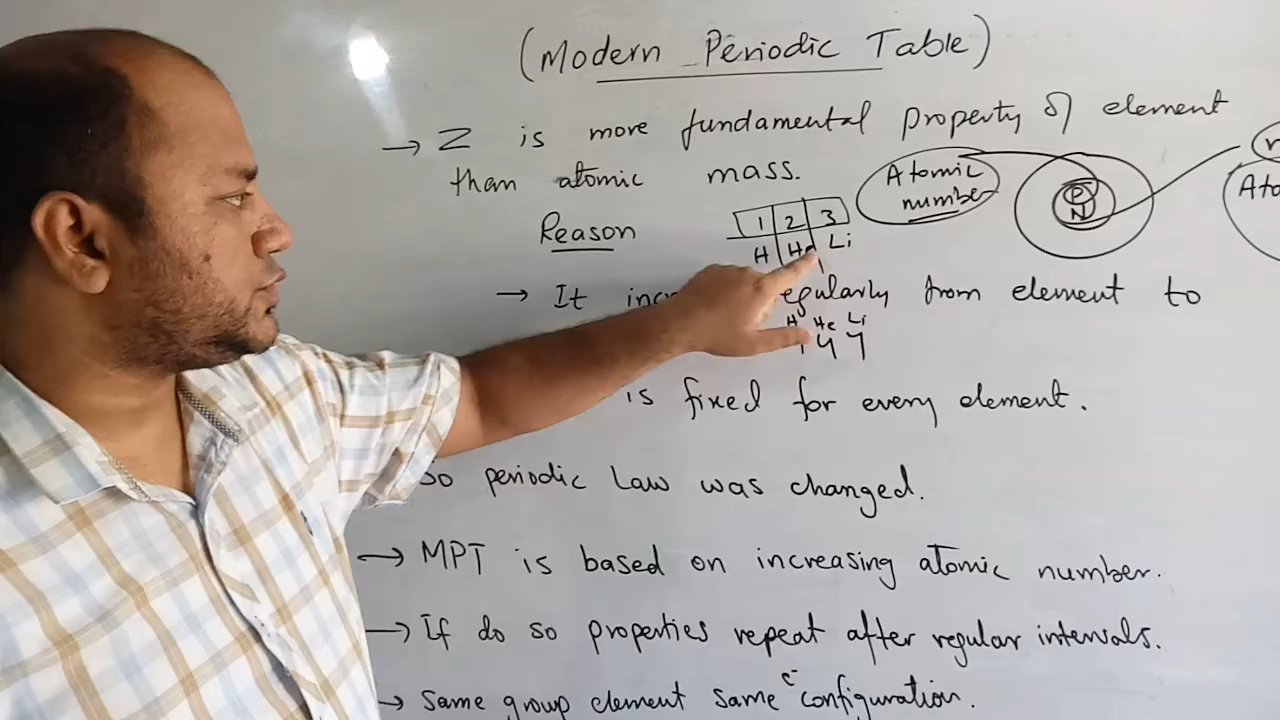 (Modern Periodic Table)
→ Z is more fundamental property of element
than atomic mass.
Atomic
number
P
N
Reason
1 2 3
H He Li
→ It regularly from element to
H He Li
1 4 7
is fixed for every element.
So periodic Law was changed.
→ MPT is based on increasing atomic number.
→ If do so properties repeat after regular intervals.
→ Same group element same e⁻ configuration.